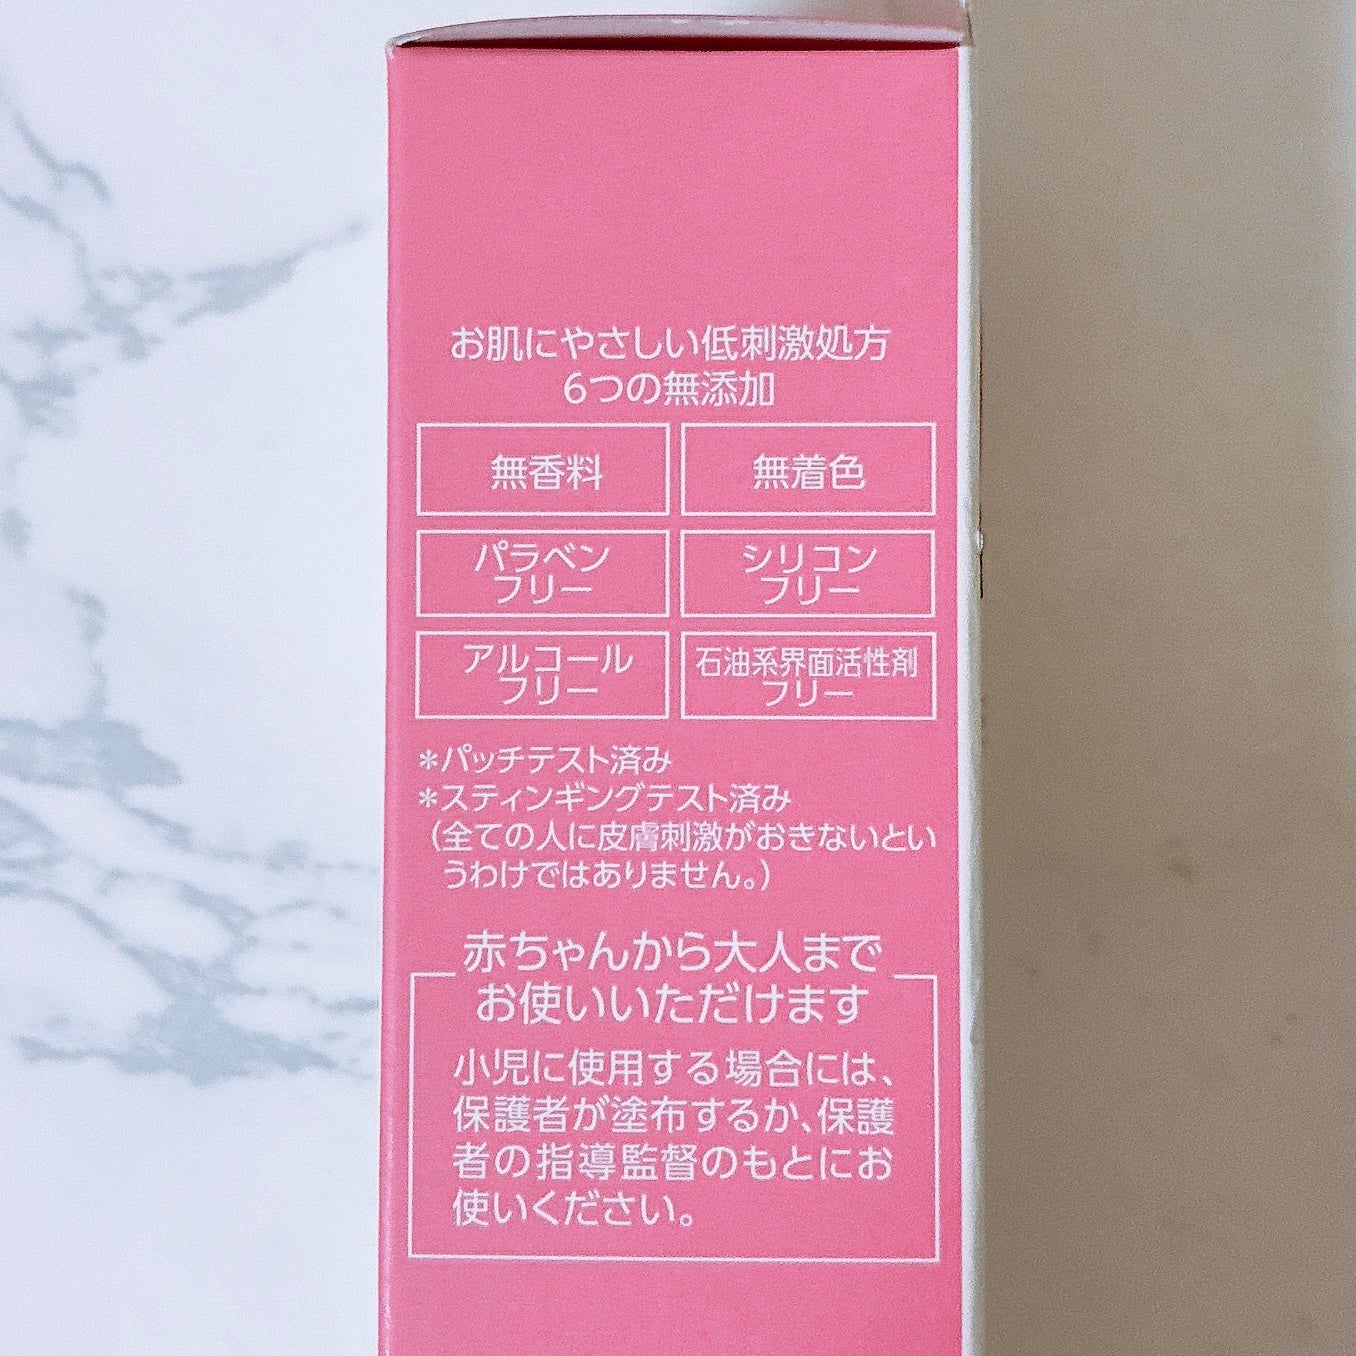 お肌にやさしい低刺激処方
6つの無添加
無香料
無着色
パラベン
フリー
シリコン
フリー
アルコール
フリー
石油系界面活性剤
フリー
＊パッチテスト済み
＊スティンギングテスト済み
（全ての人に皮膚刺激がおきないとい
うわけではありません。）
赤ちゃんから大人まで
お使いいただけます
小児に使用する場合には、
保護者が塗布するか、保護
者の指導監督のもとにお
使いください。